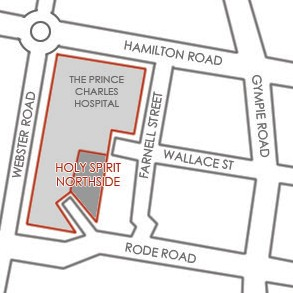 HAMILTON ROAD
THE PRINCE
CHARLES
HOSPITAL
GYMPIE ROAD
WEBSTER ROAD
FARNELL STREET
WALLACE ST
HOLY SPIRIT
NORTHSIDE
RODE ROAD